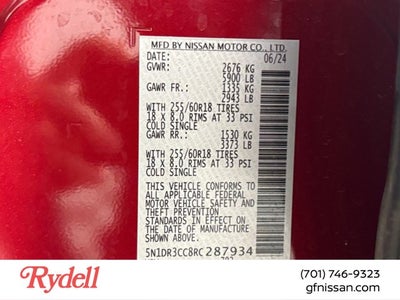 MFD BY NISSAN MOTOR CO., LTD.
DATE: 06/24
GVWR: 2676 KG
5900 LB
GAWR FR.: 1335 KG
2943 LB
WITH 255/60R18 TIRES
18 X 8.0 RIMS AT 33 PSI
COLD SINGLE
GAWR RR.: 1530 KG
3373 LB
WITH 255/60R18 TIRES
18 X 8.0 RIMS AT 33 PSI
COLD SINGLE
THIS VEHICLE CONFORMS TO
ALL APPLICABLE FEDERAL
MOTOR VEHICLE SAFETY
STANDARDS IN EFFECT ON
THE DATE OF MANUFACTURE
SHOWN ABOVE.
5N1DR3CC8RC287934
Rydell
(701) 746-9323
gfnissan.com